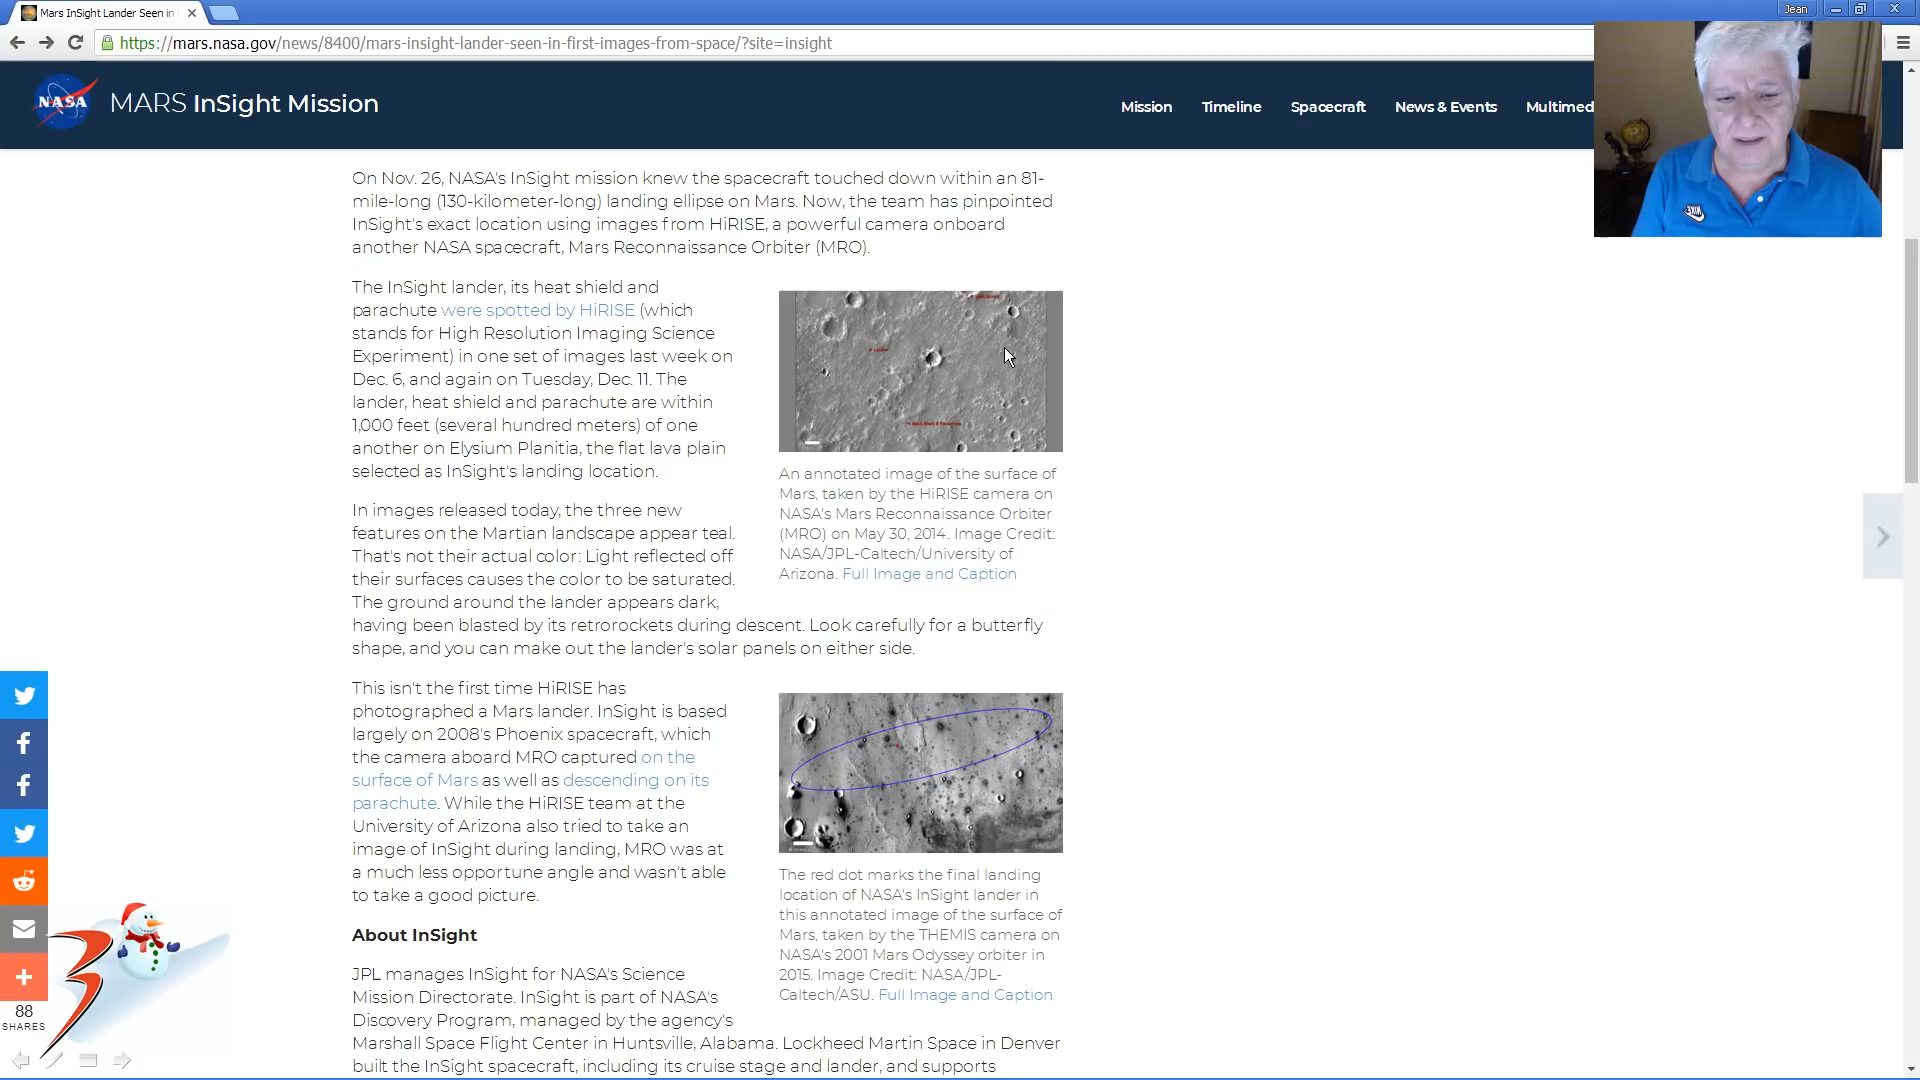 Mars InSight Lander Seen in
Jean
https://mars.nasa.gov/news/8400/mars-insight-lander-seen-in-first-images-from-space/?site=insight
NASA
MARS InSight Mission
Mission Timeline Spacecraft News & Events Multimed
On Nov. 26, NASA's InSight mission knew the spacecraft touched down within an 81-
mile-long (130-kilometer-long) landing ellipse on Mars. Now, the team has pinpointed
InSight's exact location using images from HiRISE, a powerful camera onboard
another NASA spacecraft, Mars Reconnaissance Orbiter (MRO).
The InSight lander, its heat shield and
parachute were spotted by HiRISE (which
stands for High Resolution Imaging Science
Experiment) in one set of images last week on
Dec. 6, and again on Tuesday, Dec. 11. The
lander, heat shield and parachute are within
1,000 feet (several hundred meters) of one
another on Elysium Planitia, the flat lava plain
selected as InSight's landing location.
An annotated image of the surface of
Mars, taken by the HiRISE camera on
NASA's Mars Reconnaissance Orbiter
(MRO) on May 30, 2014. Image Credit:
NASA/JPL-Caltech/University of
Arizona. Full Image and Caption
In images released today, the three new
features on the Martian landscape appear teal.
That's not their actual color: Light reflected off
their surfaces causes the color to be saturated.
The ground around the lander appears dark,
having been blasted by its retrorockets during descent. Look carefully for a butterfly
shape, and you can make out the lander's solar panels on either side.
This isn't the first time HiRISE has
photographed a Mars lander. InSight is based
largely on 2008's Phoenix spacecraft, which
the camera aboard MRO captured on the
surface of Mars as well as descending on its
parachute. While the HiRISE team at the
University of Arizona also tried to take an
image of InSight during landing, MRO was at
a much less opportune angle and wasn't able
to take a good picture.
The red dot marks the final landing
location of NASA's InSight lander in
this annotated image of the surface of
Mars, taken by the THEMIS camera on
NASA's 2001 Mars Odyssey orbiter in
2015. Image Credit: NASA/JPL-
Caltech/ASU. Full Image and Caption
About InSight
JPL manages InSight for NASA's Science
Mission Directorate. InSight is part of NASA's
Discovery Program, managed by the agency's
Marshall Space Flight Center in Huntsville, Alabama. Lockheed Martin Space in Denver
built the InSight spacecraft, including its cruise stage and lander, and supports
88
SHARES
3